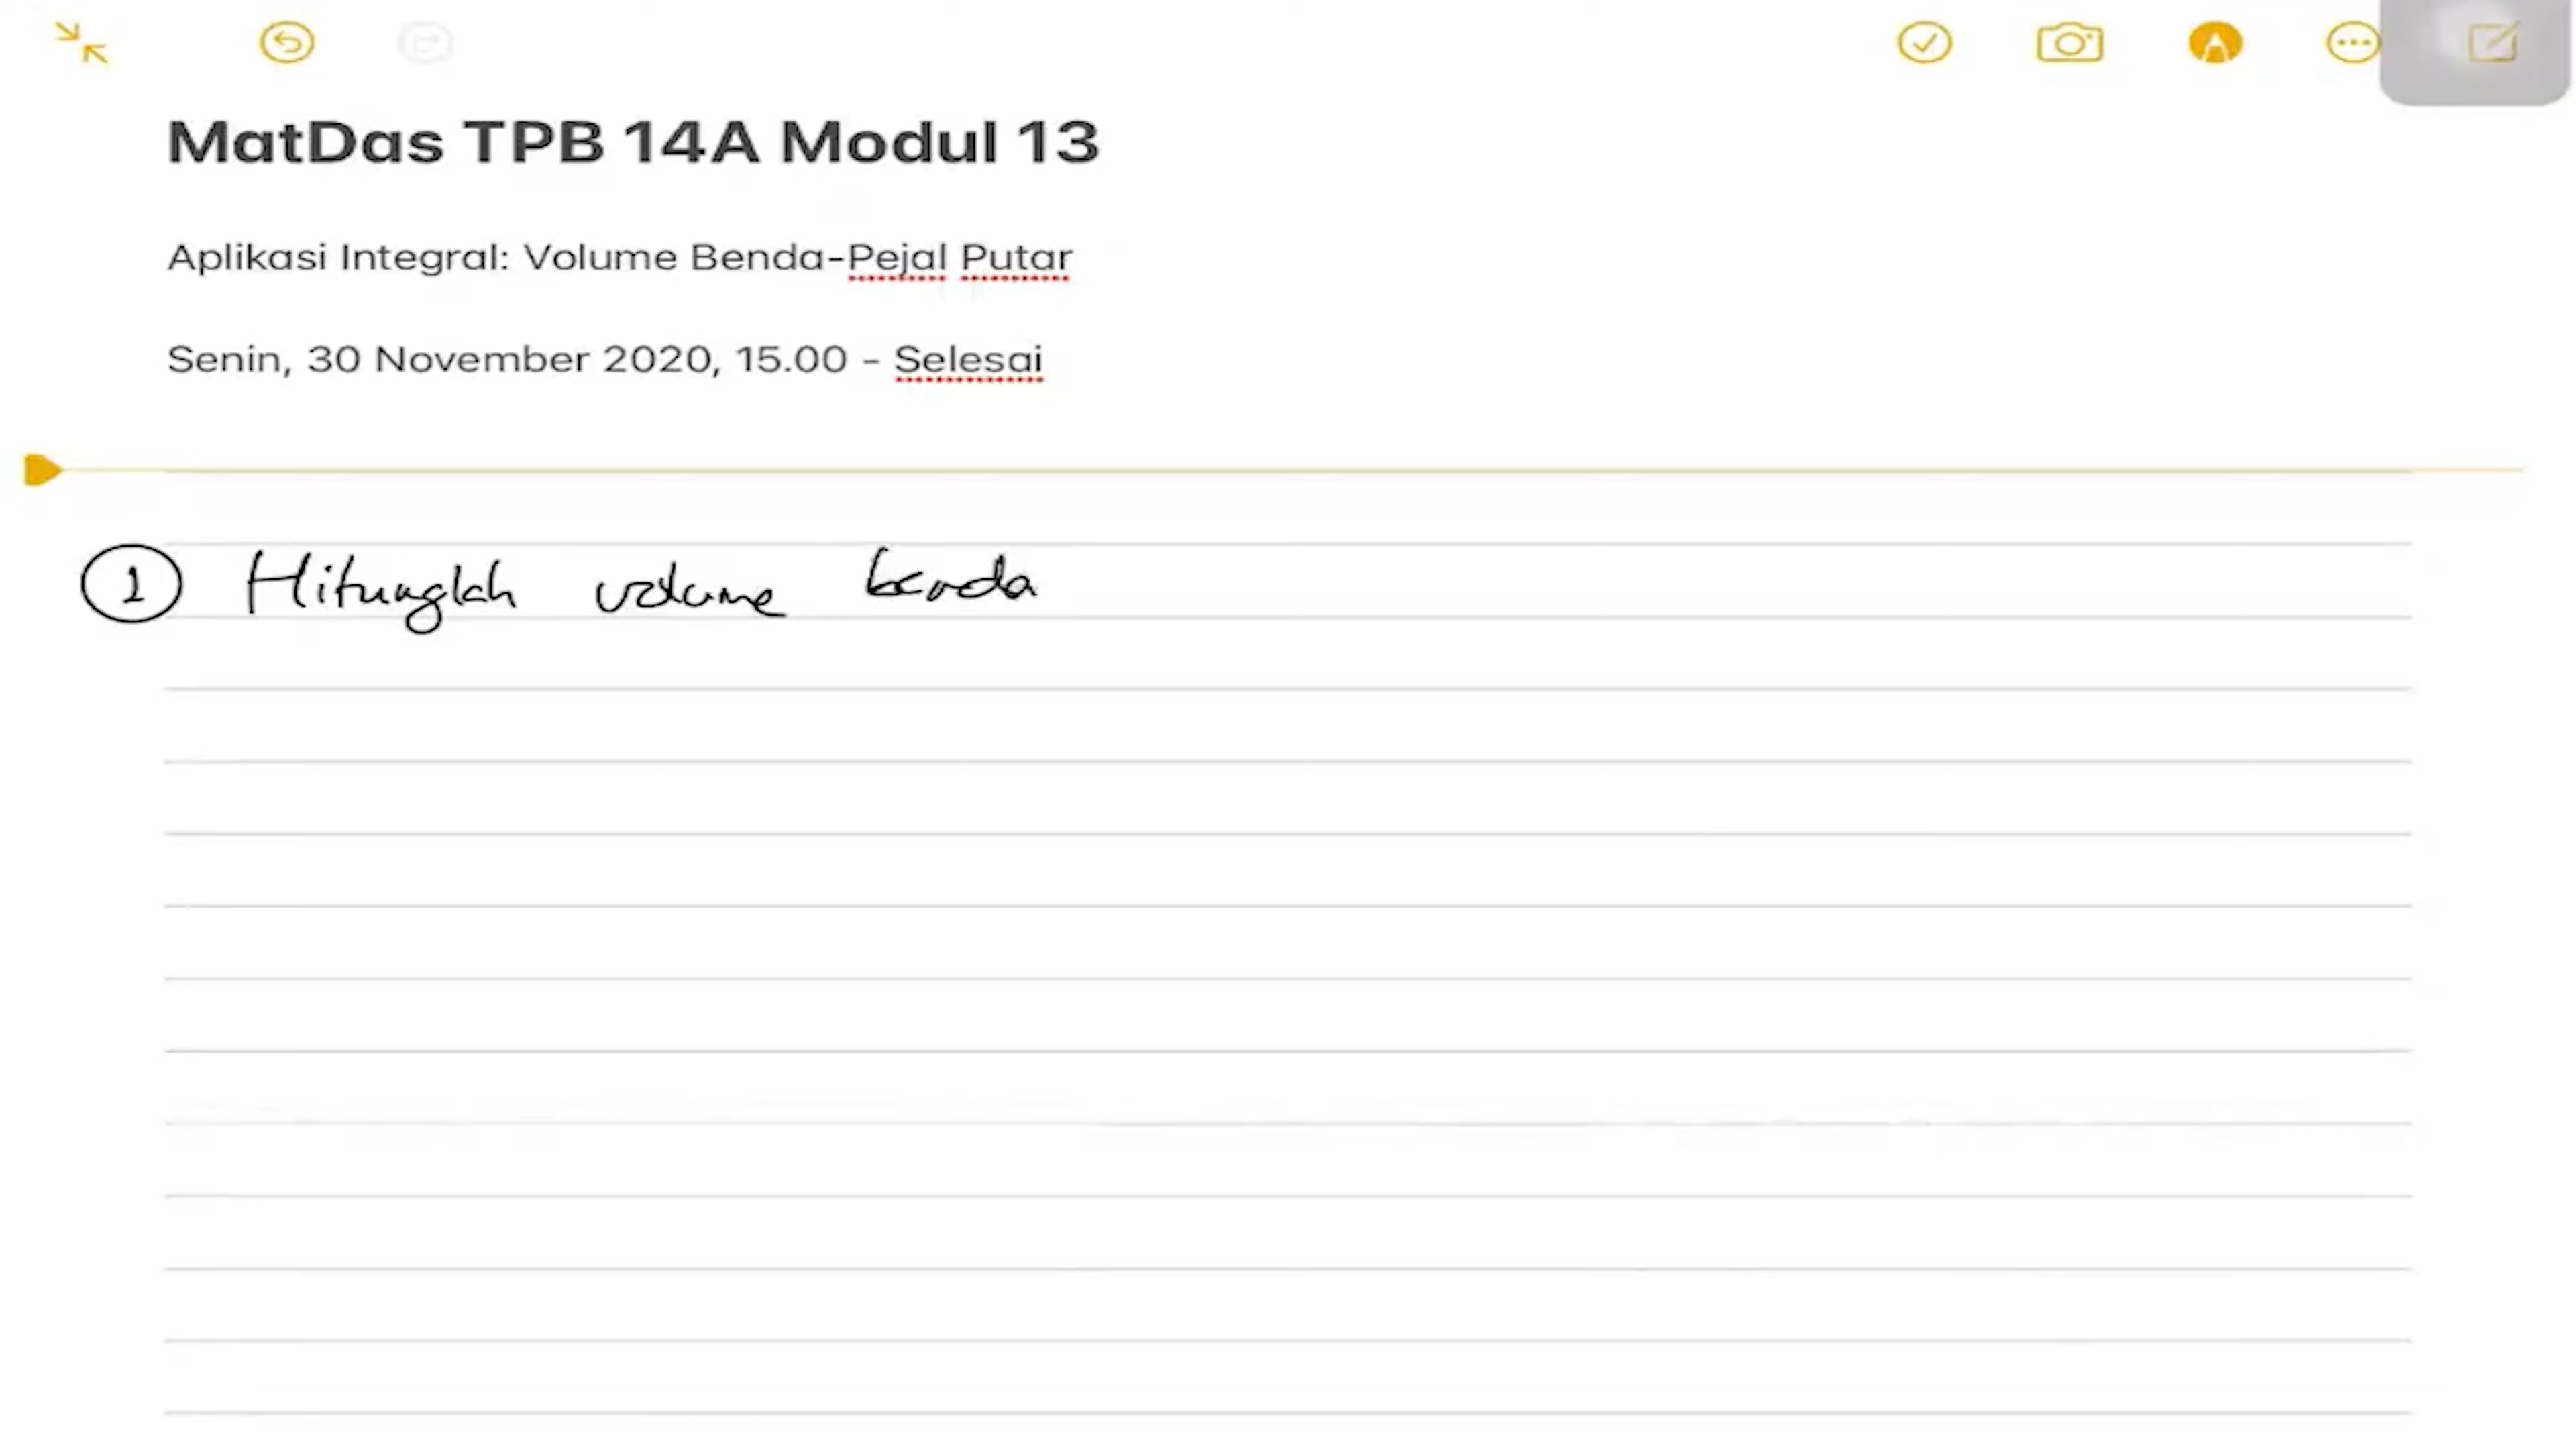 MatDas TPB 14A Modul 13
Aplikasi Integral: Volume Benda-Pejal Putar
Senin, 30 November 2020, 15.00 - Selesai
1 Hitunglah volume benda